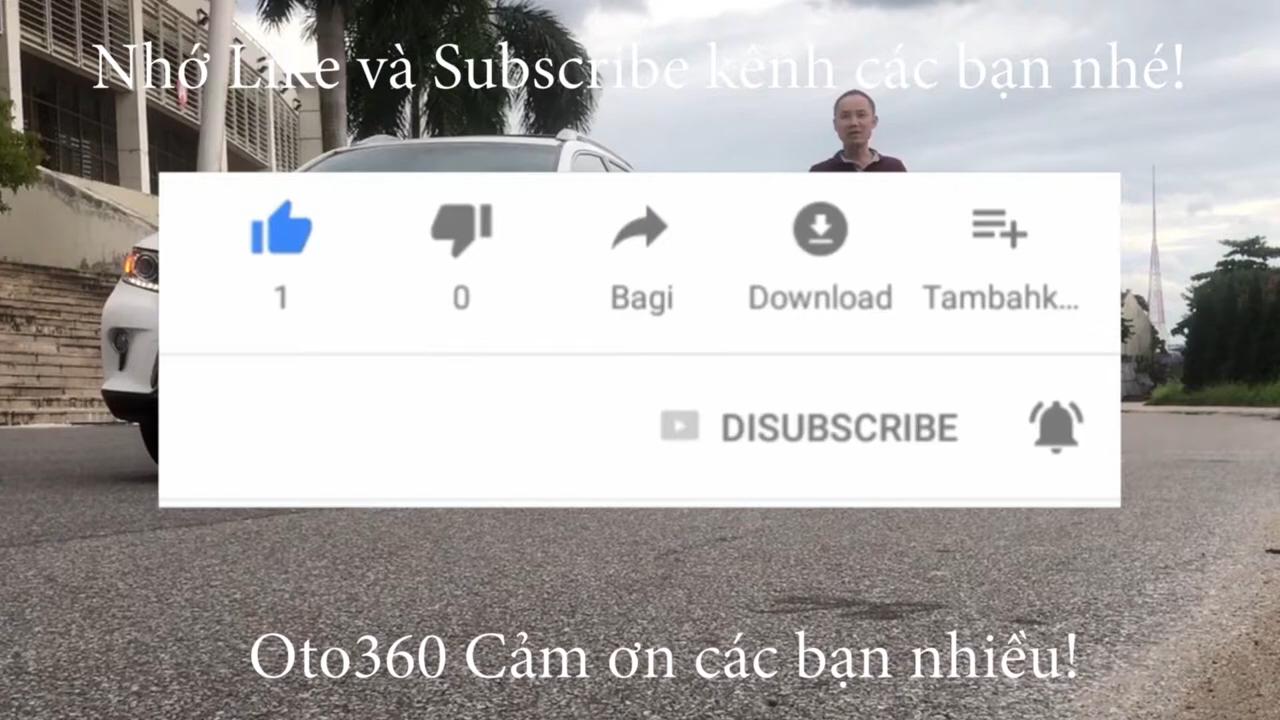 Nhớ Like và Subscribe kênh các bạn nhé!
1 0 Bagi Download Tambahk...
DISUBSCRIBE
Oto360 Cảm ơn các bạn nhiều!